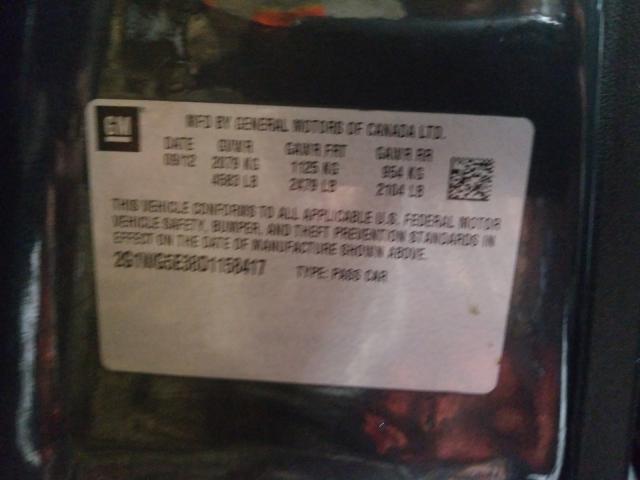 GM
MFD BY GENERAL MOTORS OF CANADA LTD.
DATE GVWR GAWR FRT GAWR RR
09/12 2079 KG 1125 KG 954 KG
4583 LB 2479 LB 2104 LB
THIS VEHICLE CONFORMS TO ALL APPLICABLE U.S. FEDERAL MOTOR
VEHICLE SAFETY, BUMPER, AND THEFT PREVENTION STANDARDS IN
EFFECT ON THE DATE OF MANUFACTURE SHOWN ABOVE.
2G1WG5E38D1158417 TYPE: PASS CAR